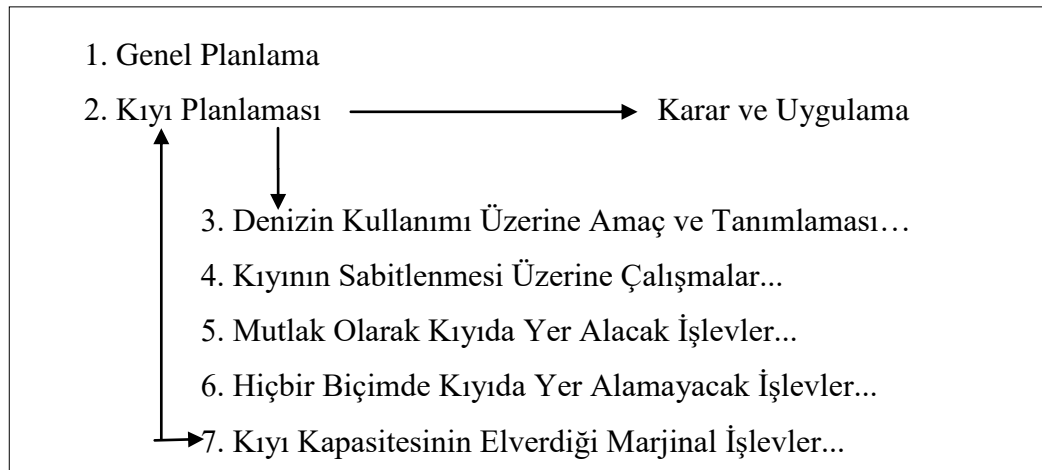 1. Genel Planlama
2. Kıyı Planlaması Karar ve Uygulama
3. Denizin Kullanımı Üzerine Amaç ve Tanımlaması…
4. Kıyının Sabitlenmesi Üzerine Çalışmalar...
5. Mutlak Olarak Kıyıda Yer Alacak İşlevler...
6. Hiçbir Biçimde Kıyıda Yer Alamayacak İşlevler...
7. Kıyı Kapasitesinin Elverdiği Marjinal İşlevler...